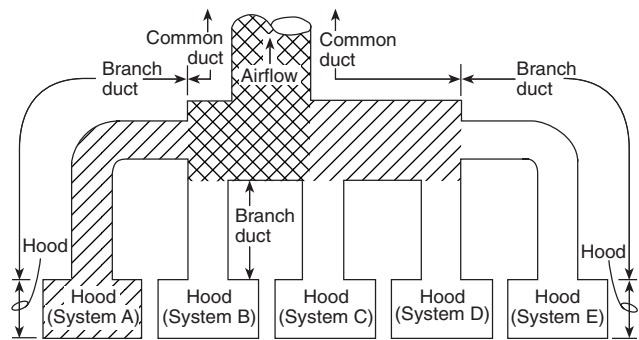 Common
duct
Common
duct
Branch
duct
Airflow
Branch
duct
Branch
duct
Hood
Hood
Hood
(System A)
Hood
(System B)
Hood
(System C)
Hood
(System D)
Hood
(System E)